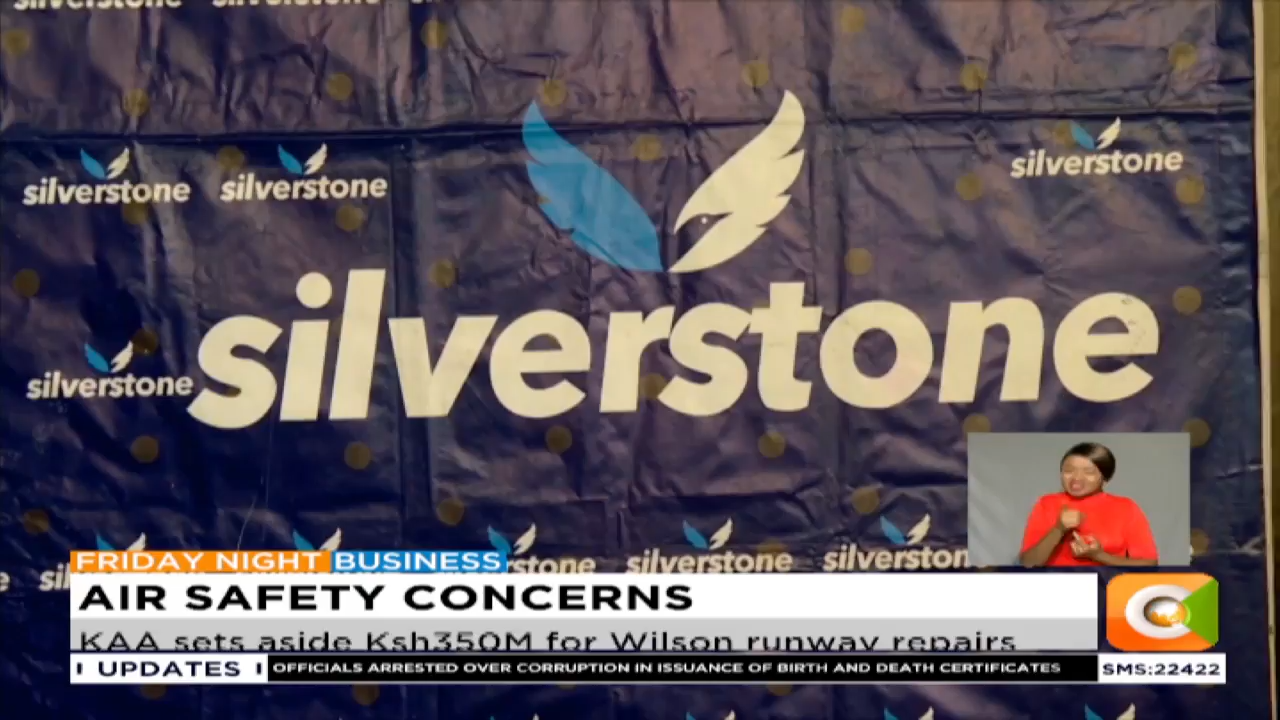 silverstone
silverstone
silverstone
silverstone
silverstone
silverstone
silverstone
FRIDAY NIGHT BUSINESS
AIR SAFETY CONCERNS
KAA sets aside Ksh350M for Wilson runway repairs
UPDATES
OFFICIALS ARRESTED OVER CORRUPTION IN ISSUANCE OF BIRTH AND DEATH CERTIFICATES
SMS:22422